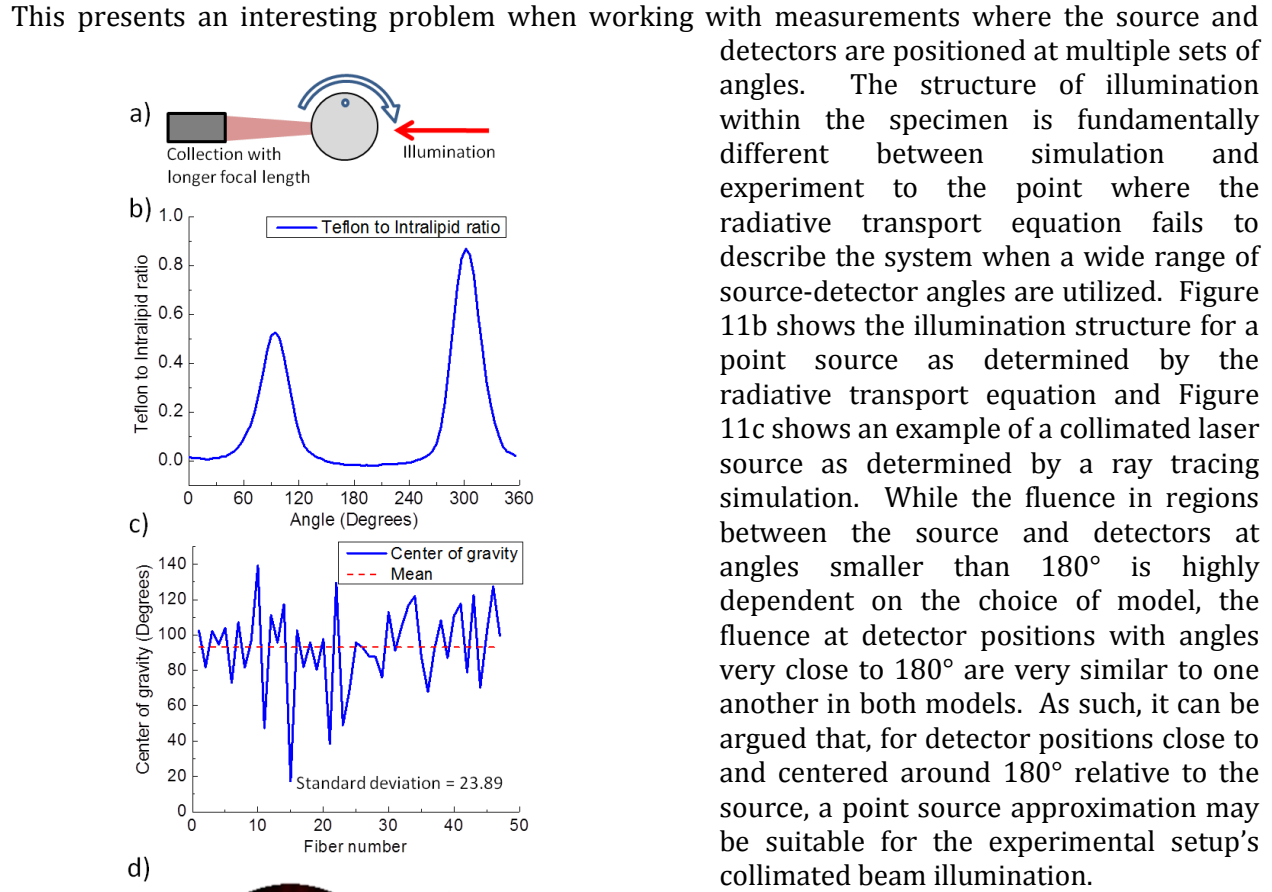 This presents an interesting problem when working with measurements where the source and
detectors are positioned at multiple sets of
angles. The structure of illumination
within the specimen is fundamentally
different between simulation and
experiment to the point where the
radiative transport equation fails to
describe the system when a wide range of
source-detector angles are utilized. Figure
11b shows the illumination structure for a
point source as determined by the
radiative transport equation and Figure
11c shows an example of a collimated laser
source as determined by a ray tracing
simulation. While the fluence in regions
between the source and detectors at
angles smaller than 180° is highly
dependent on the choice of model, the
fluence at detector positions with angles
very close to 180° are very similar to one
another in both models. As such, it can be
argued that, for detector positions close to
and centered around 180° relative to the
source, a point source approximation may
be suitable for the experimental setup's
collimated beam illumination.
a)
Collection with
longer focal length
Illumination
b)
Teflon to Intralipid ratio
Teflon to Intralipid ratio
1.0
0.8
0.6
0.4
0.2
0.0
0 60 120 180 240 300 360
Angle (Degrees)
c)
Center of gravity
Mean
Center of gravity (Degrees)
140
120
100
80
60
40
20
0
Standard deviation = 23.89
0 10 20 30 40 50
Fiber number
d)